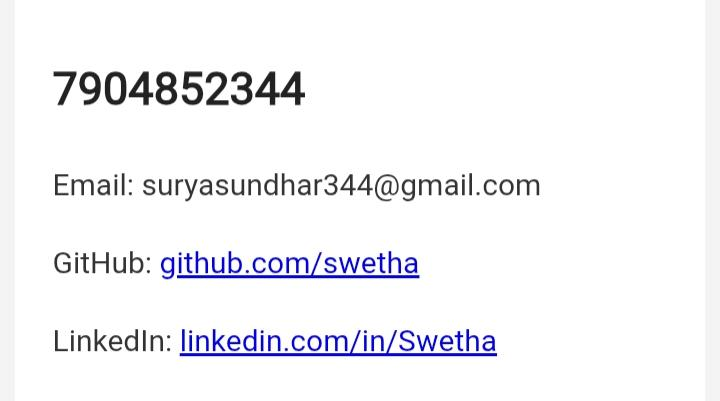 7904852344
Email: suryasundhar344@gmail.com
GitHub: github.com/swetha
LinkedIn: linkedin.com/in/Swetha